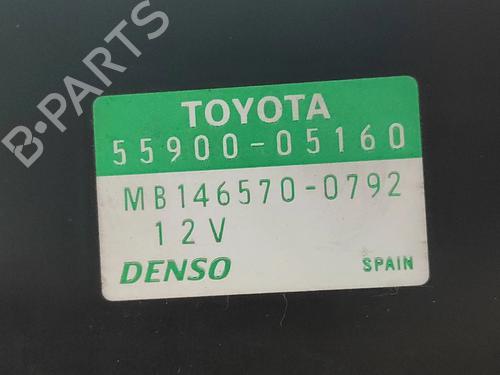 B-PARTS
TOYOTA
55900-05160
MB146570-0792
12V
DENSO SPAIN